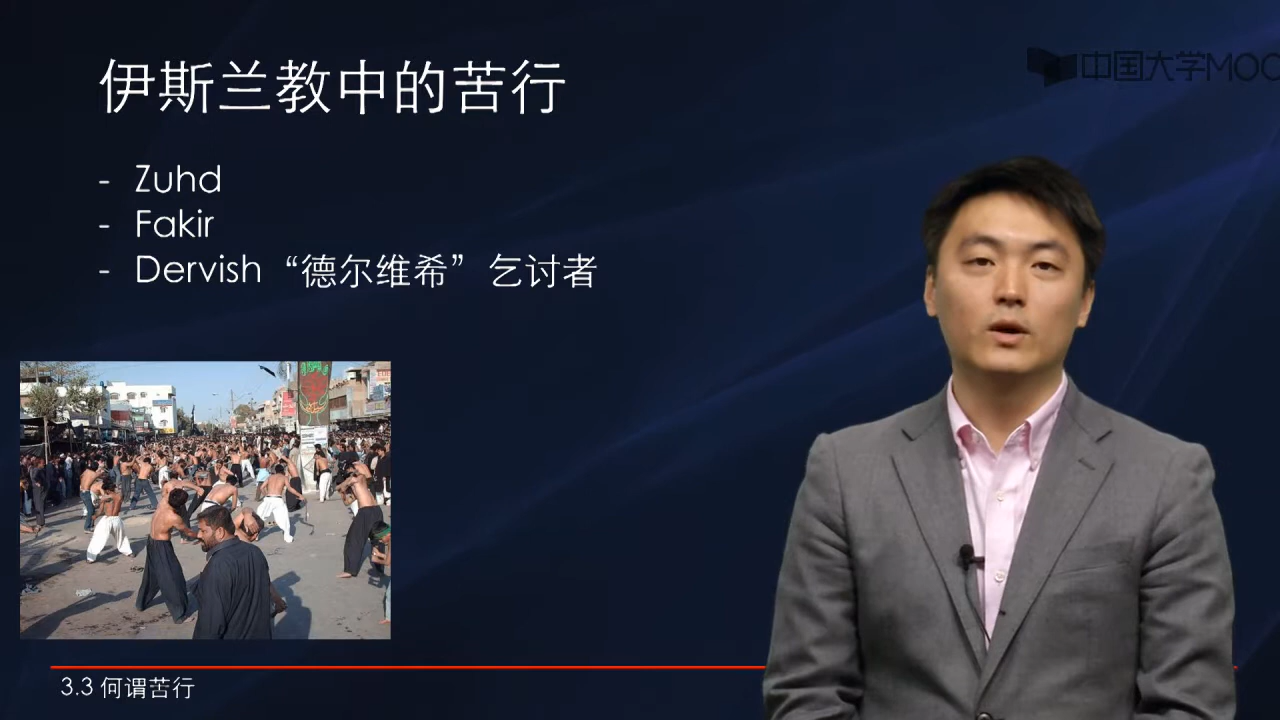 伊斯兰教中的苦行
中国大学MOOC
- Zuhd
- Fakir
- Dervish “德尔维希” 乞讨者
3.3 何谓苦行